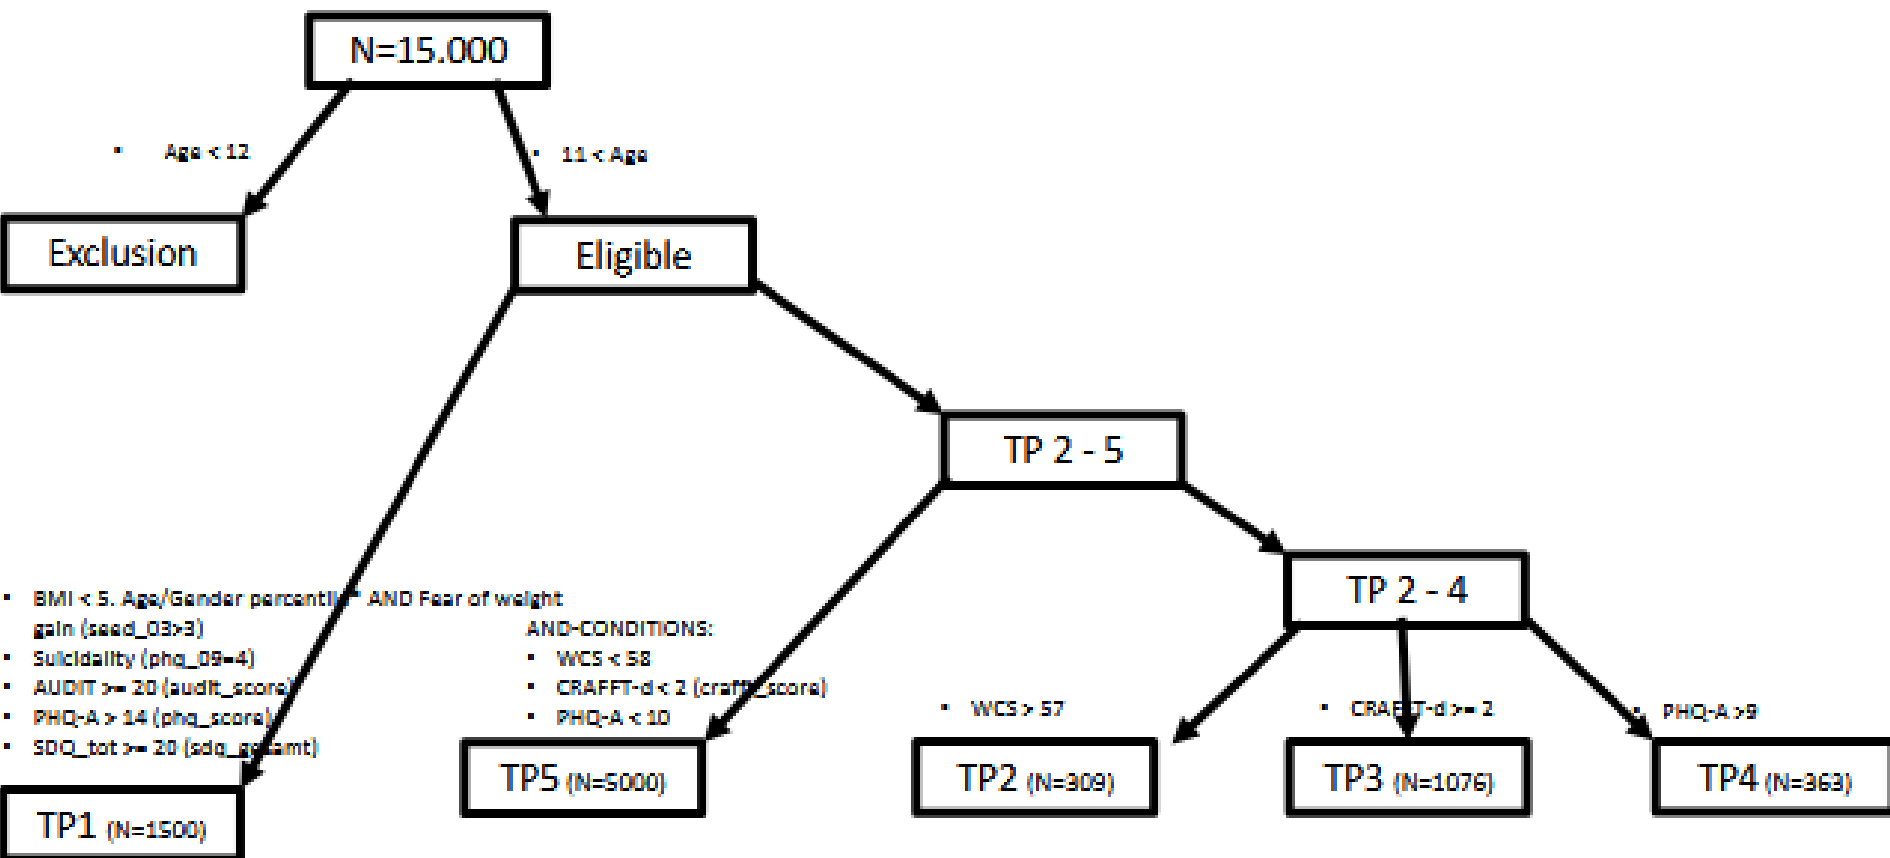 N=15.000
▪ Age < 12
▪ 11 < Age
Exclusion
Eligible
TP 2 - 5
TP 2 - 4
▪ BMI < 5. Age/Gender AND Fear of weight
gain (seed_03>3)
▪ Suicidality (phq_09=4)
▪ AUDIT >= 20 (audit_score)
▪ PHQ-A > 14 (phq_score)
▪ SDQ_tot >= 20 (sdq_gesamt)
AND-CONDITIONS:
▪ WCS < 58
▪ CRAFFT-d < 2 (crafft_score)
▪ PHQ-A < 10
▪ WCS > 57
▪ CRAFFT-d >= 2
▪ PHQ-A >9
TP1 (N=1500)
TP5 (N=5000)
TP2 (N=309)
TP3 (N=1076)
TP4 (N=363)